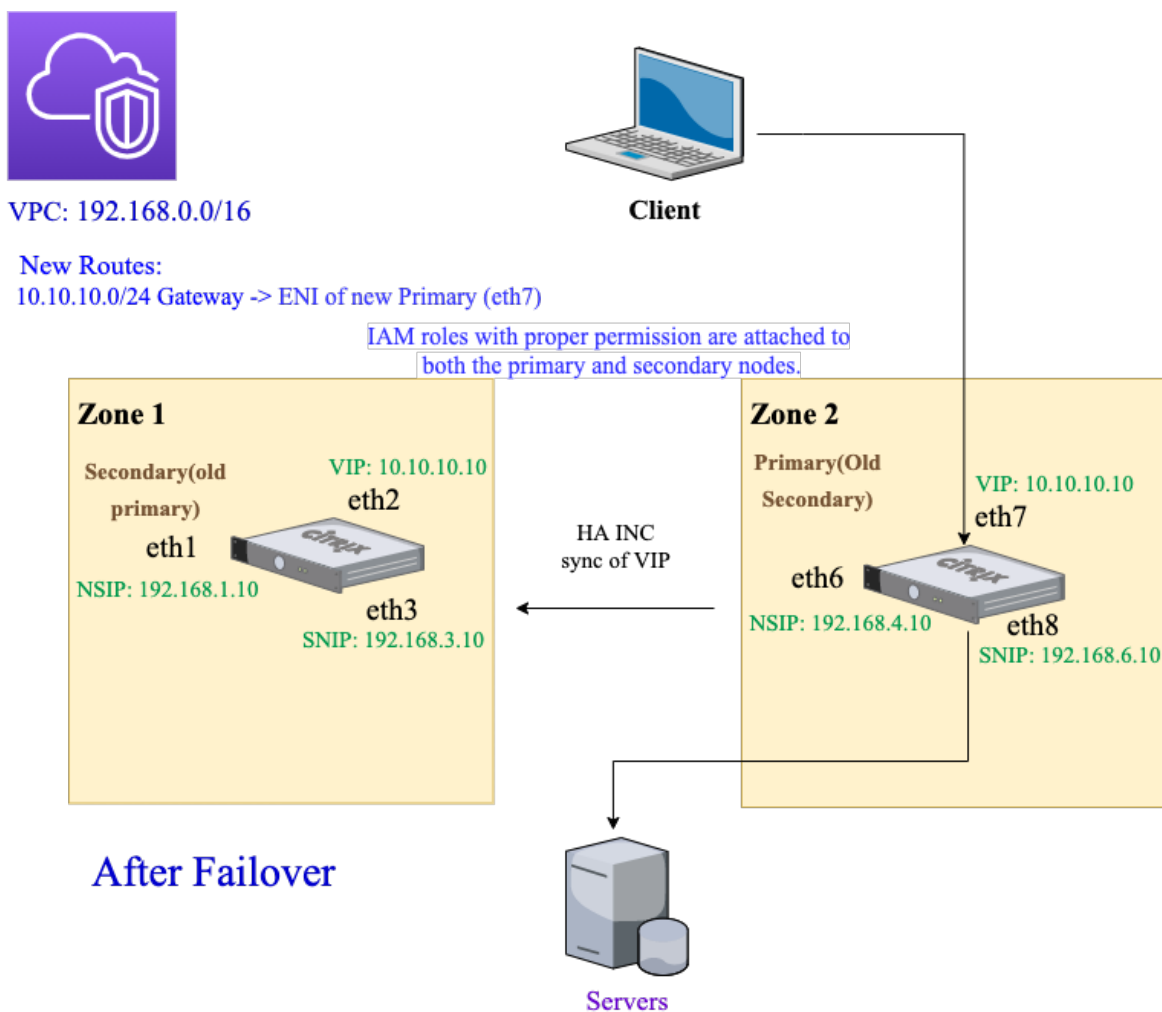 VPC: 192.168.0.0/16
Client
New Routes:
10.10.10.0/24 Gateway -> ENI of new Primary (eth7)
IAM roles with proper permission are attached to
both the primary and secondary nodes.
Zone 1
Secondary(old
primary)
VIP: 10.10.10.10
eth2
eth1
citrix
NSIP: 192.168.1.10
eth3
SNIP: 192.168.3.10
HA INC
sync of VIP
Zone 2
Primary(Old
Secondary)
VIP: 10.10.10.10
eth7
eth6
citrix
NSIP: 192.168.4.10
eth8
SNIP: 192.168.6.10
After Failover
Servers